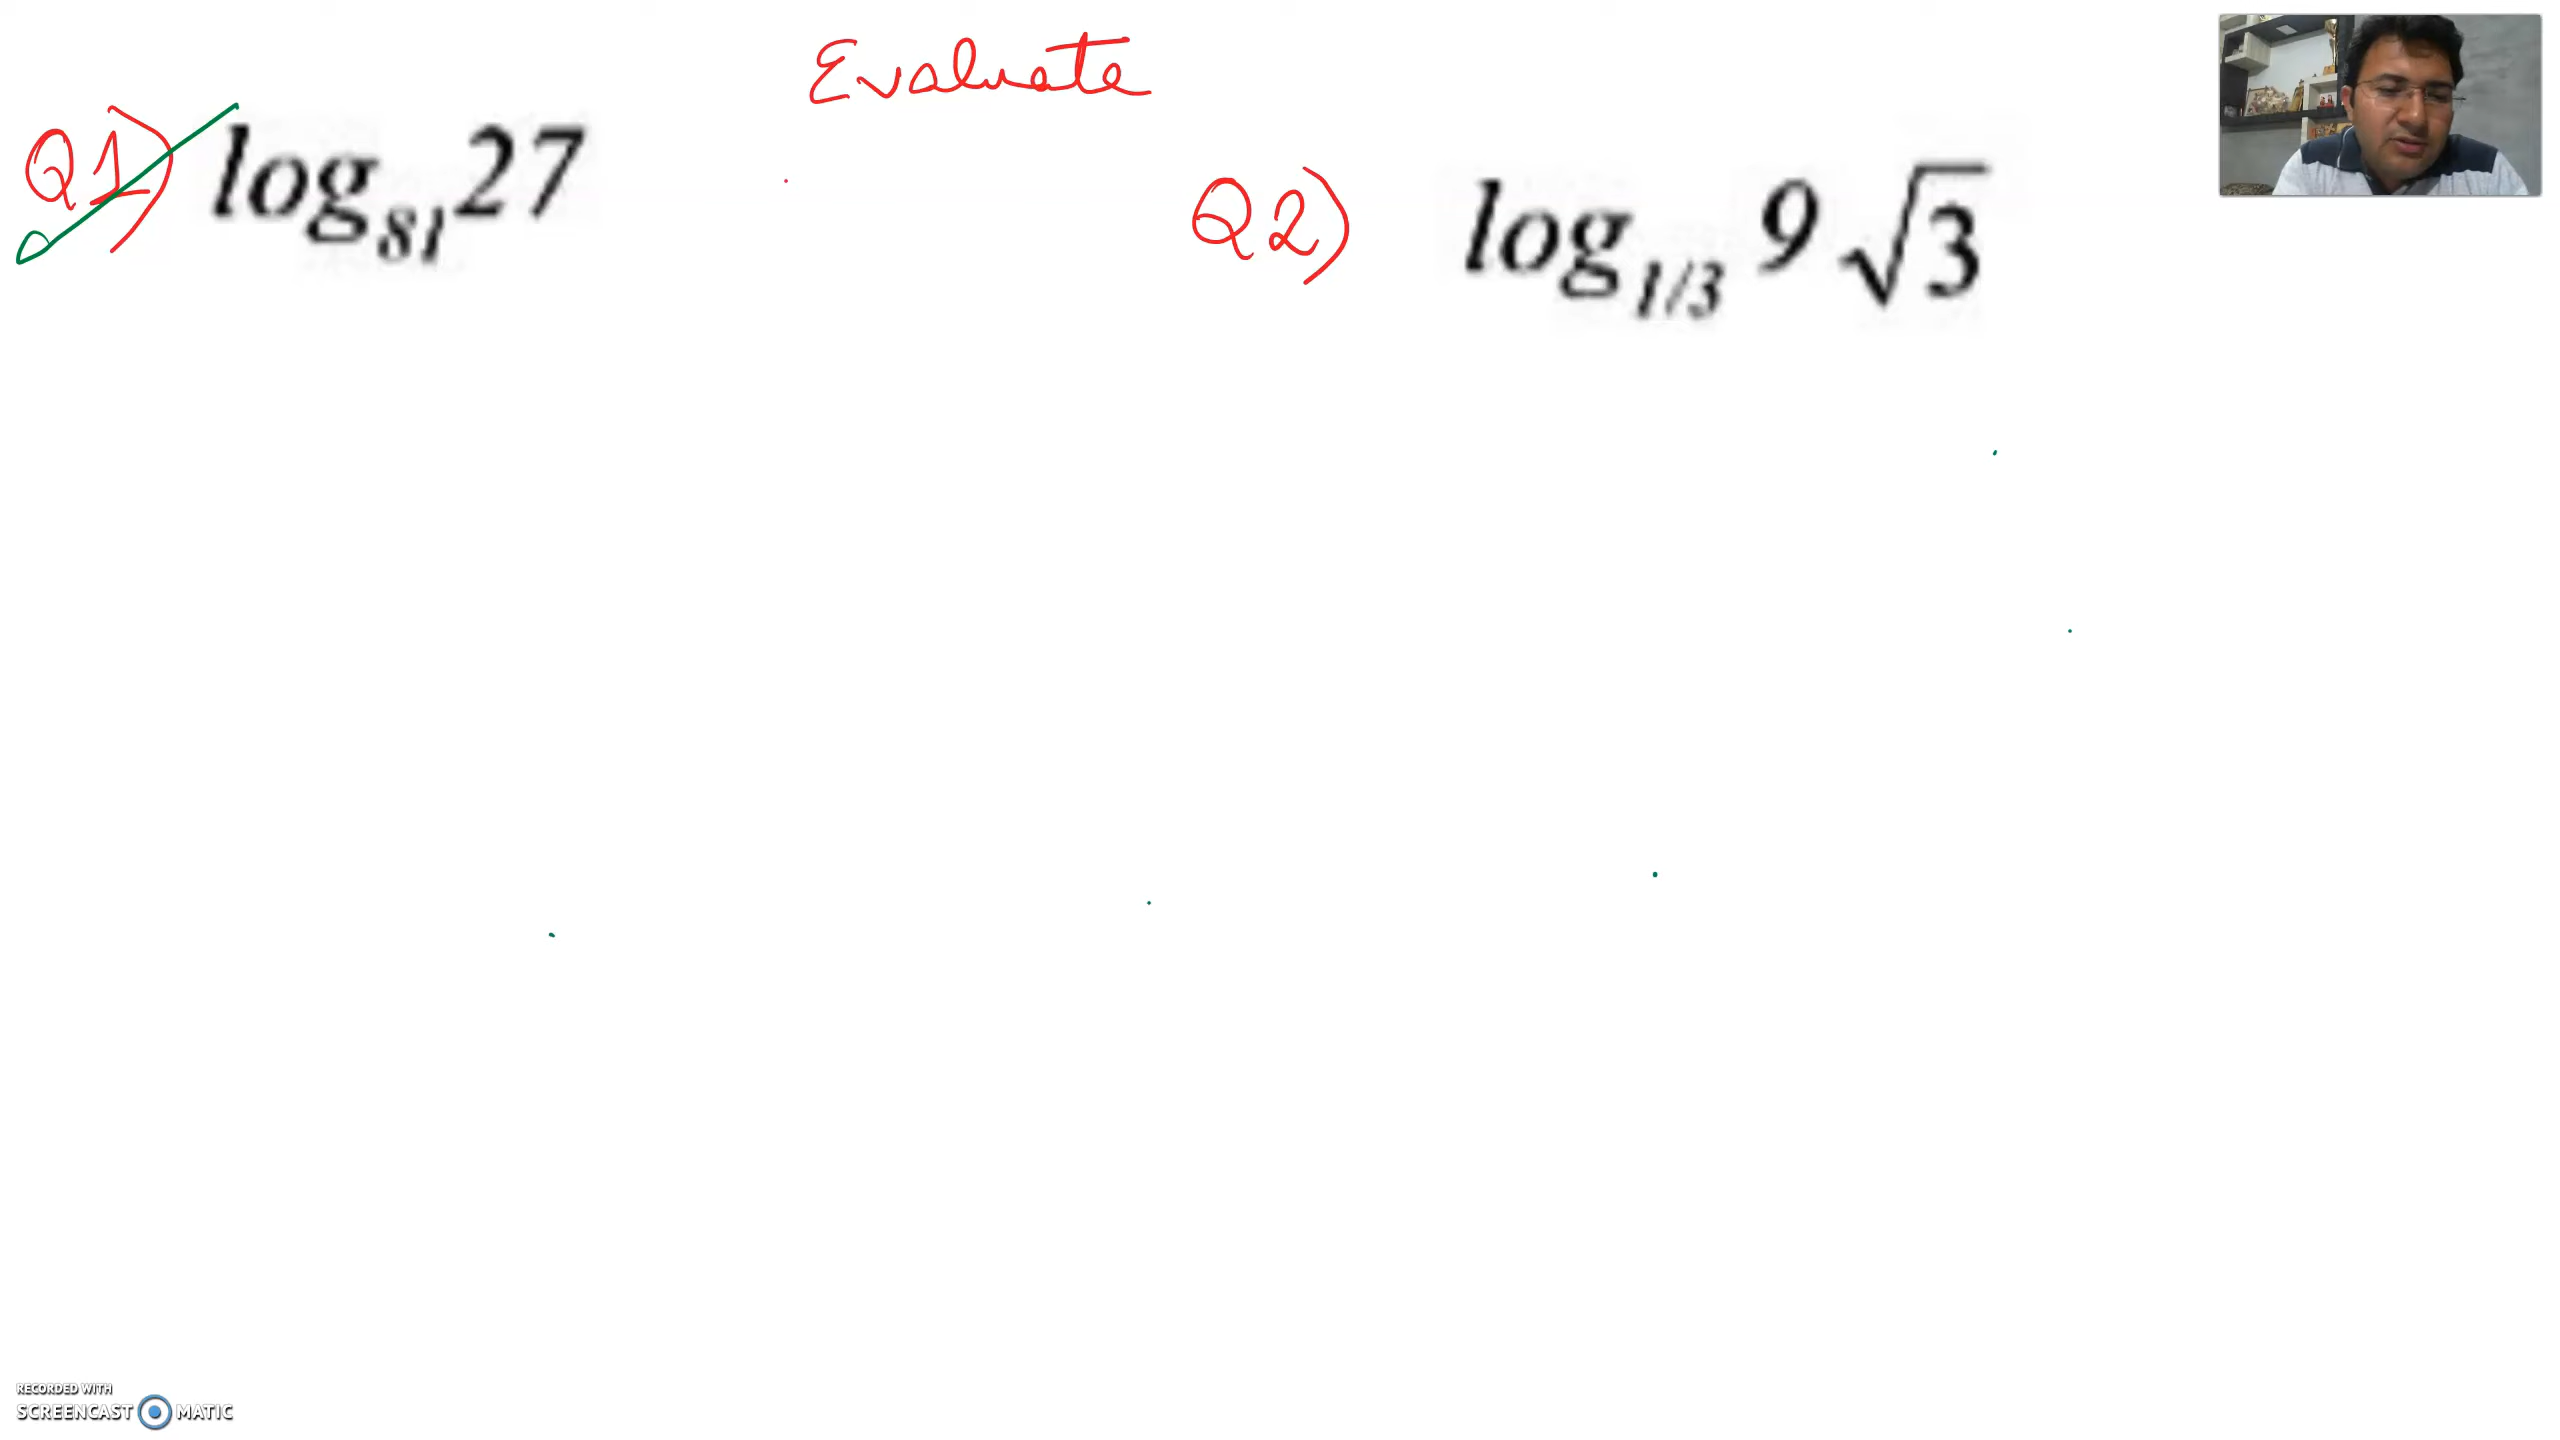 Evaluate
Q1) log₈₁27
Q2) log₁/₃ 9√3
RECORDED WITH
SCREENCAST MATIC